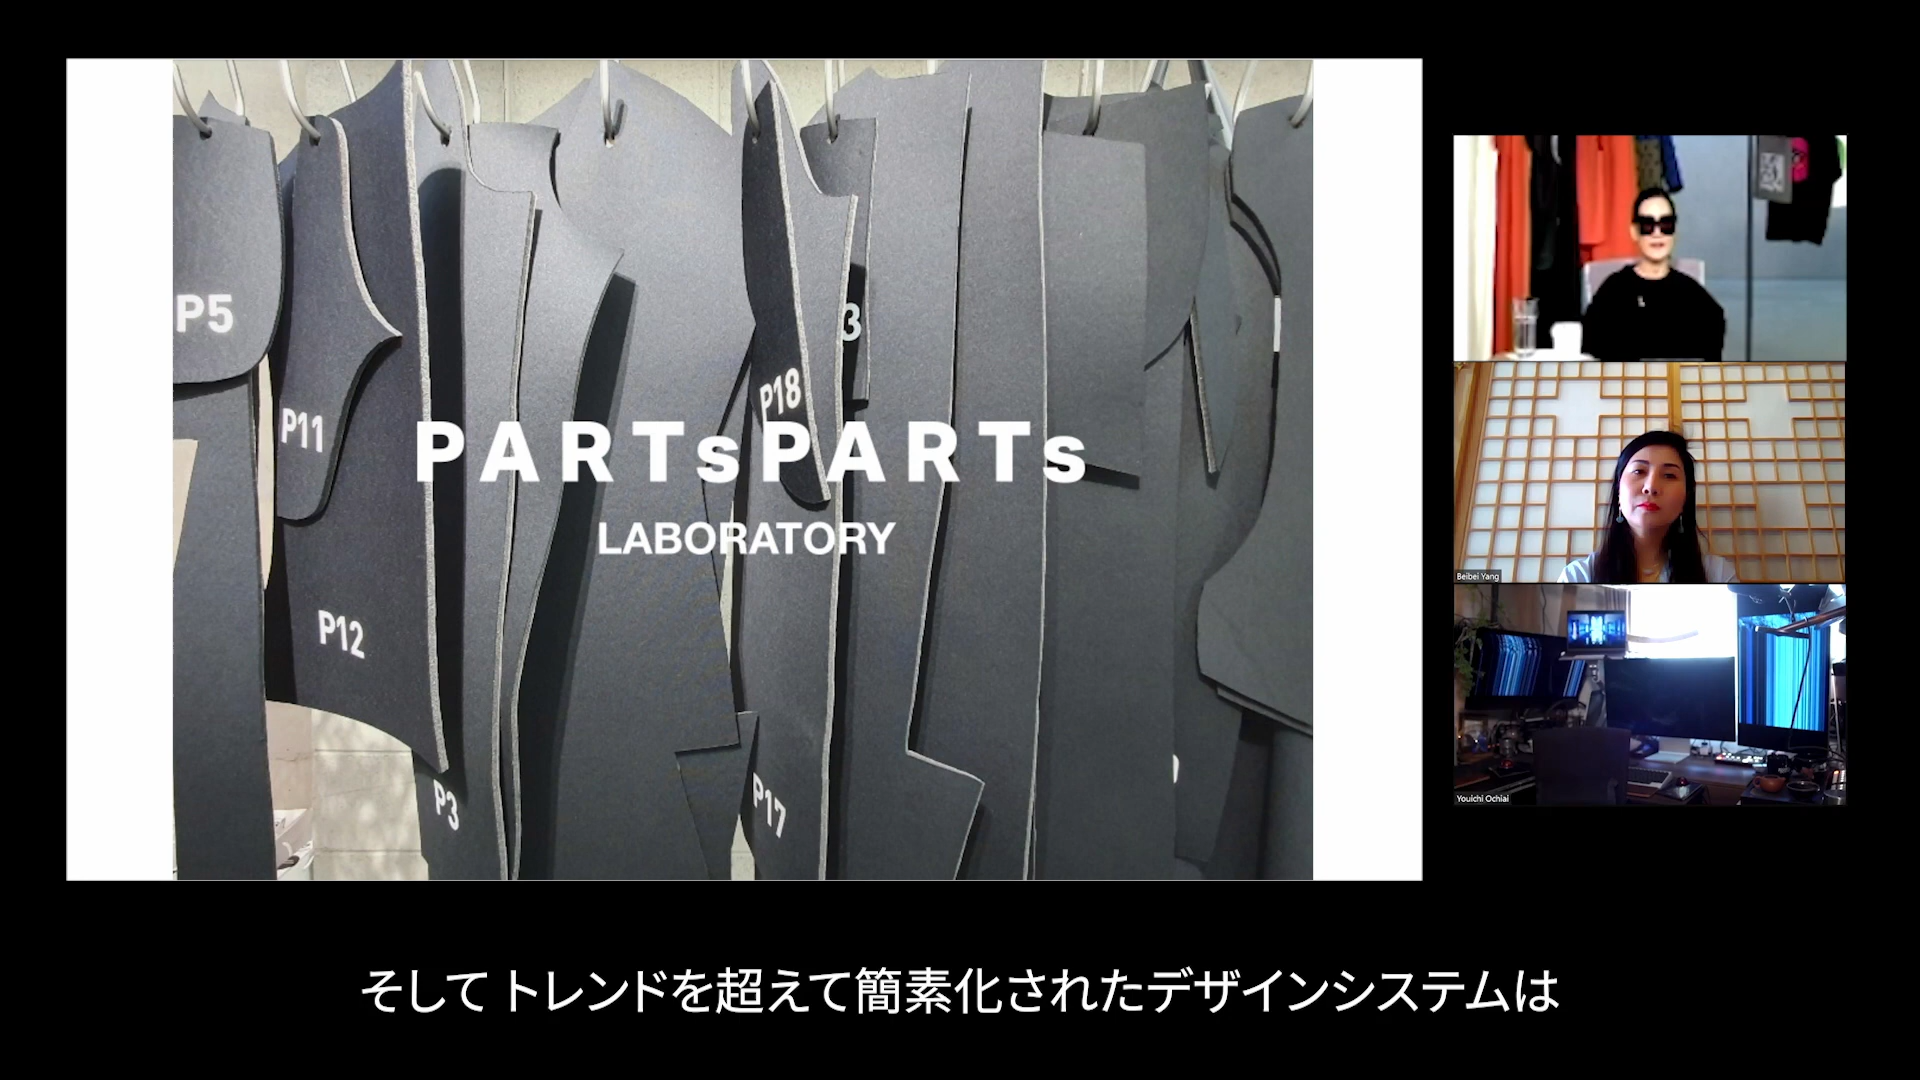 P5
P11
P12
P3
P18
3
P17
PARTsPARTs
LABORATORY
Beibei Yang
Youichi Ochiai
そして トレンドを超えて簡素化されたデザインシステムは